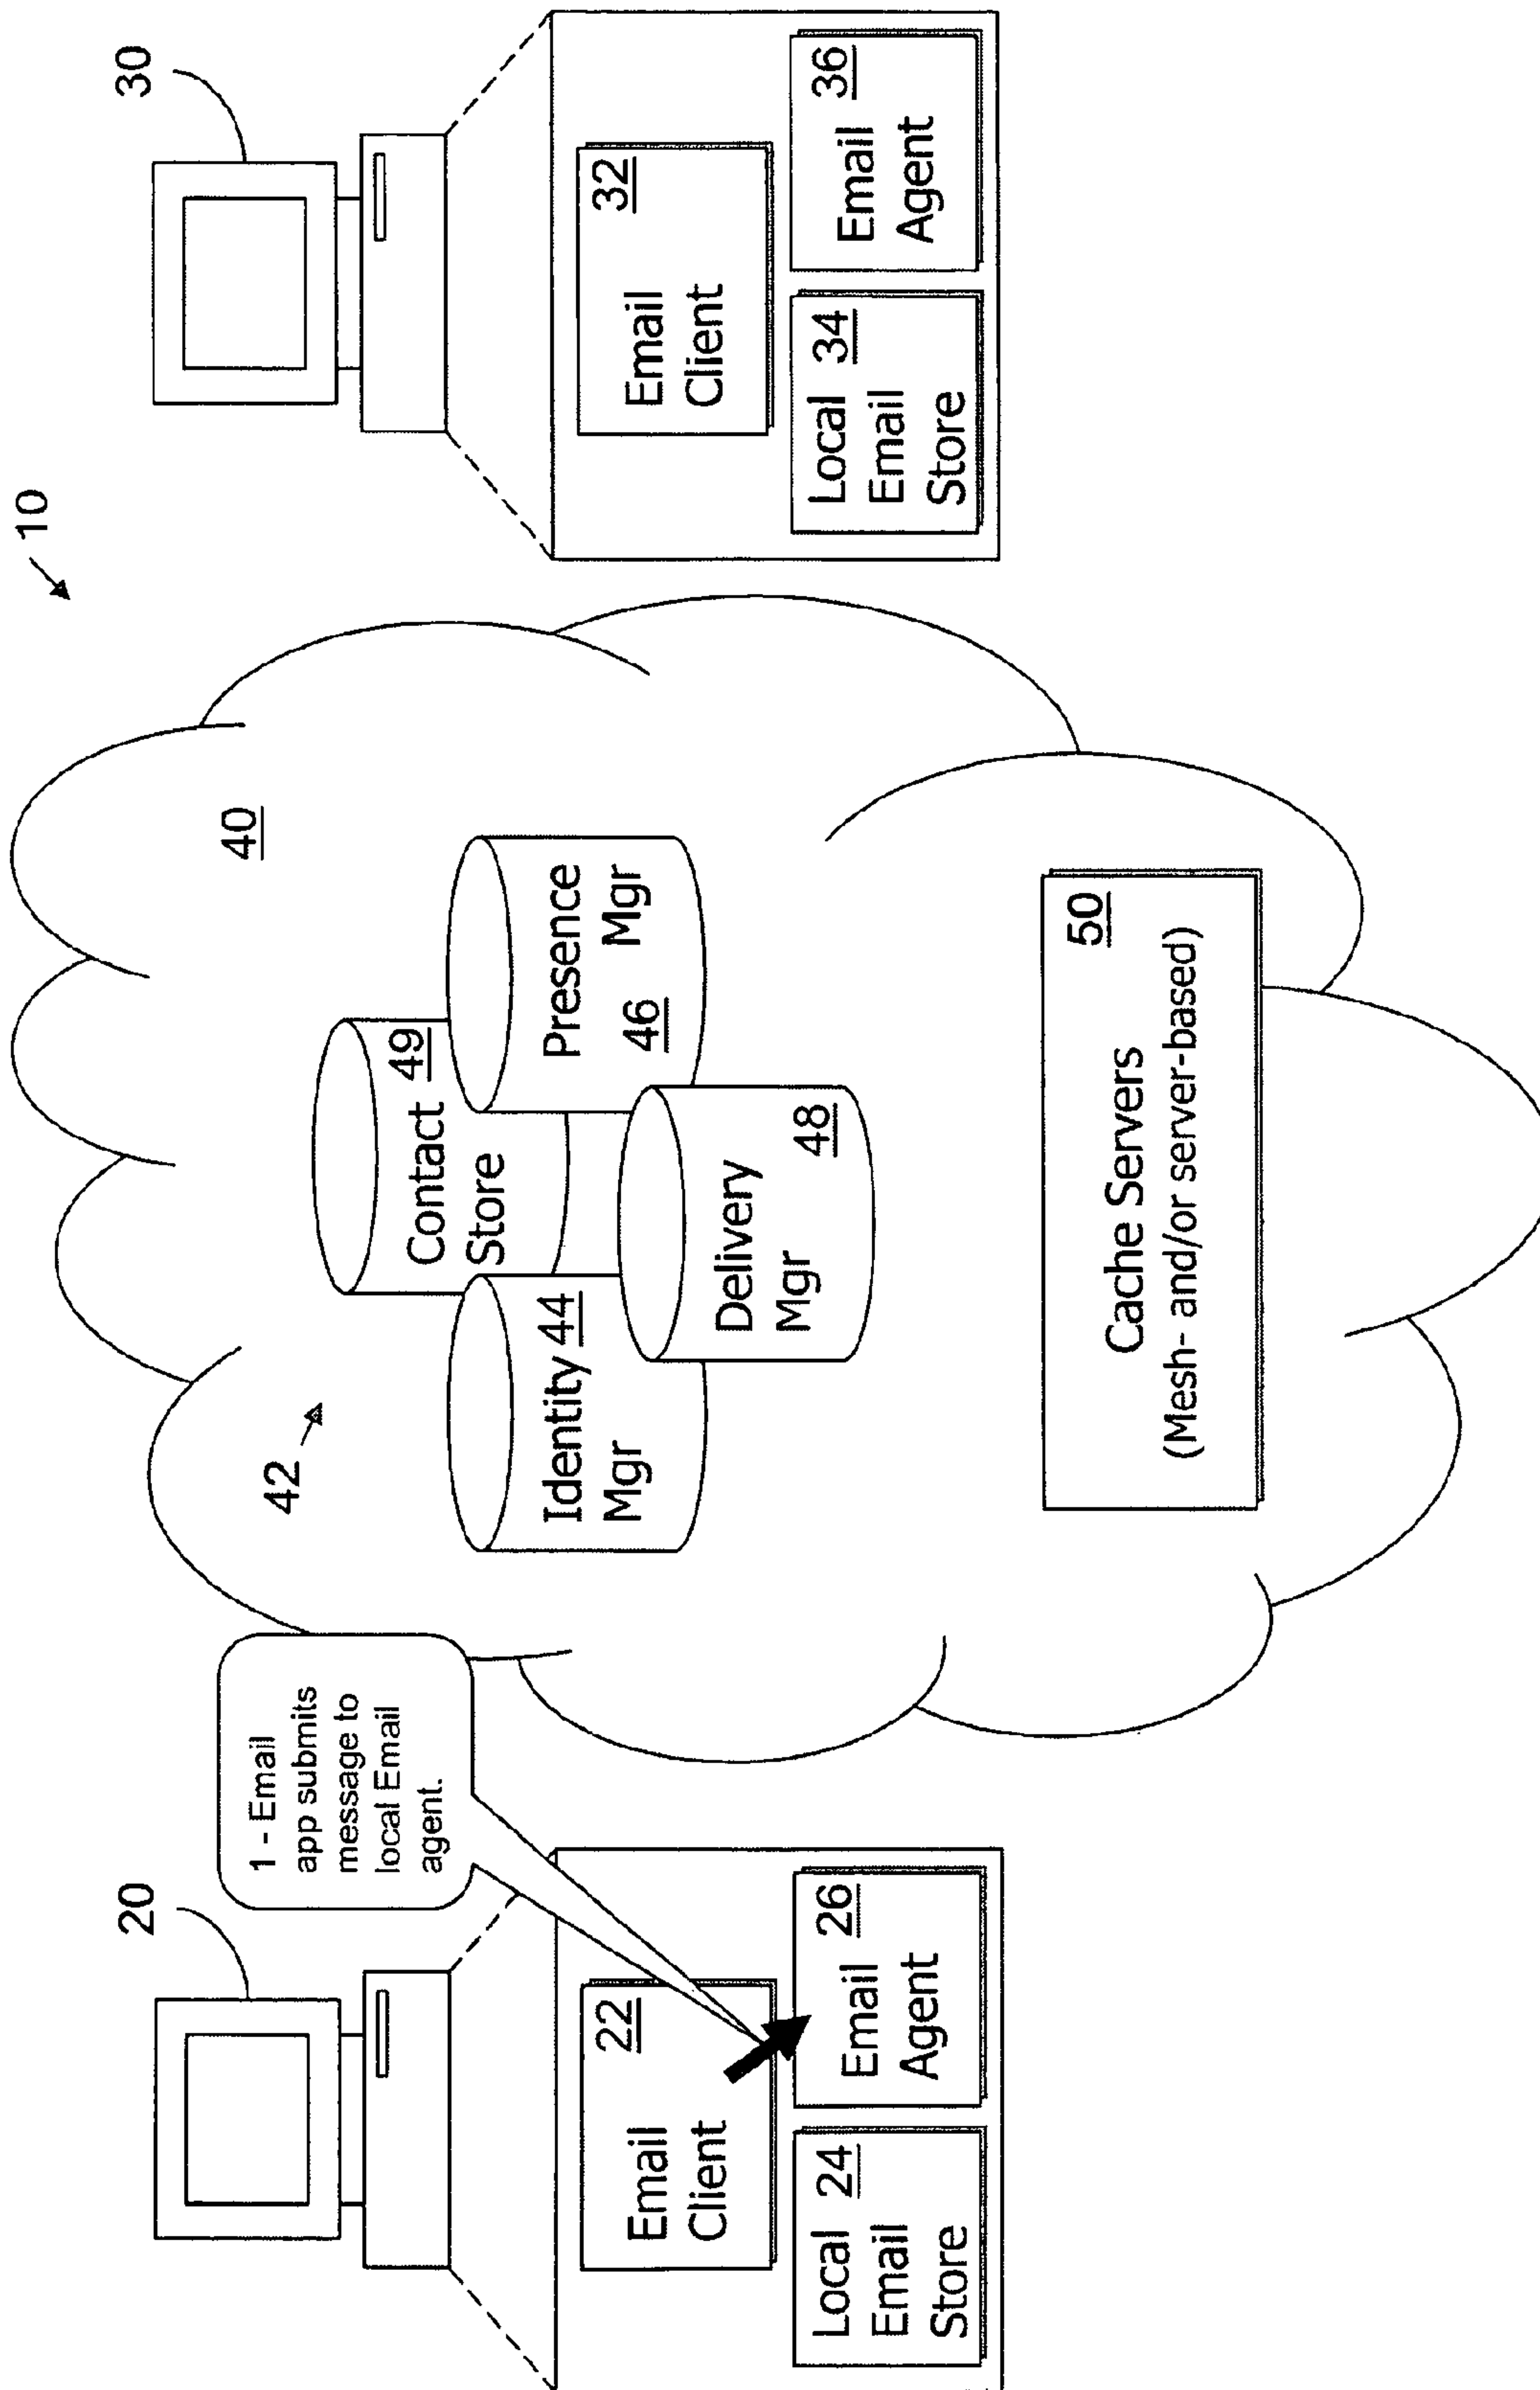 10
20
1 - Email
app submits
message to
local Email
agent.
22
Email
Client
Local 24
Email
Store
26
Email
Agent
42
40
Contact 49
Store
Identity 44
Mgr
Presence
46 Mgr
Delivery
Mgr 48
50
Cache Servers
(Mesh- and/or server-based)
30
32
Email
Client
Local 34
Email
Store
36
Email
Agent